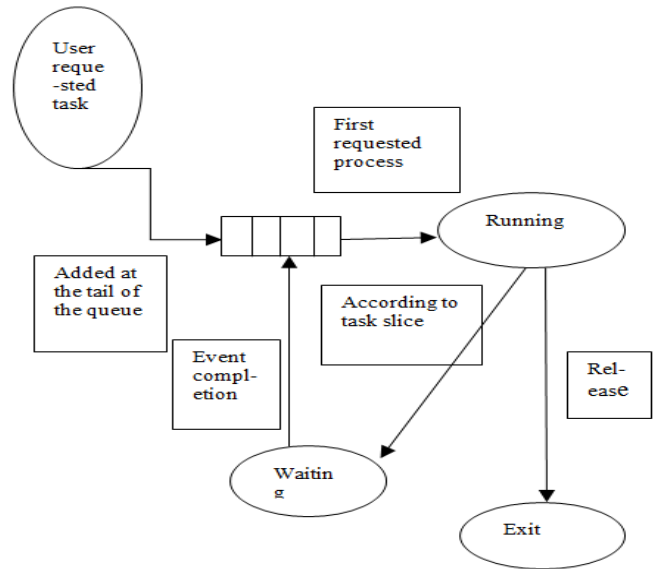 User
reque
-sted
task
First
requested
process
Running
Added at
the tail of
the queue
According to
task slice
Event
compl-
etion
Rel-
ease
Waitin
g
Exit